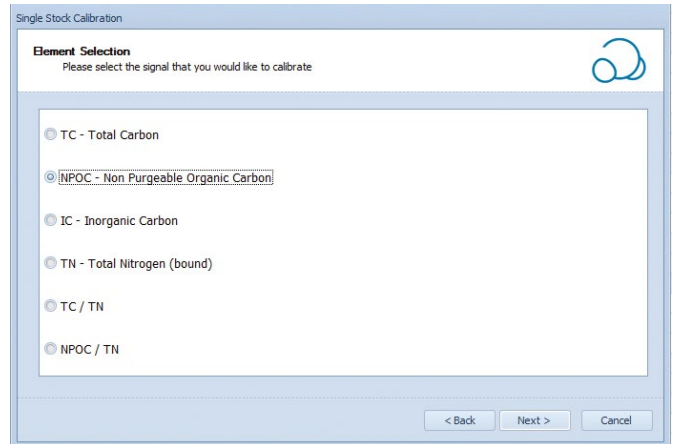 Single Stock Calibration
Element Selection
Please select the signal that you would like to calibrate
TC - Total Carbon
NPOC - Non Purgeable Organic Carbon
IC - Inorganic Carbon
TN - Total Nitrogen (bound)
TC / TN
NPOC / TN
< Back Next > Cancel